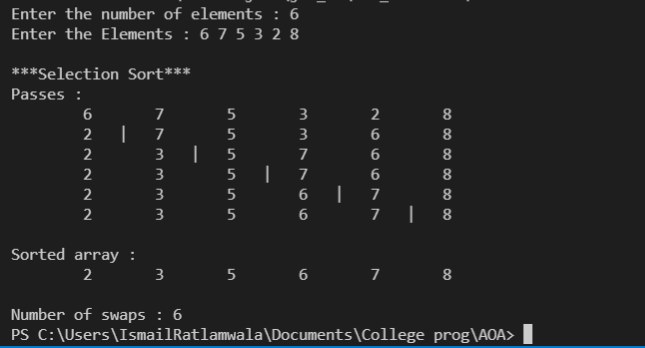 Enter the number of elements : 6
Enter the Elements : 6 7 5 3 2 8
***Selection Sort***
Passes :
6 7 5 3 2 8
2 | 7 5 3 6 8
2 3 | 5 7 6 8
2 3 5 | 7 6 8
2 3 5 6 | 7 8
2 3 5 6 7 | 8
Sorted array :
2 3 5 6 7 8
Number of swaps : 6
PS C:\Users\IsmailRatlamwala\Documents\College prog\AOA>